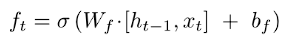 f_t = σ (W_f · [h_{t−1}, x_t] + b_f)